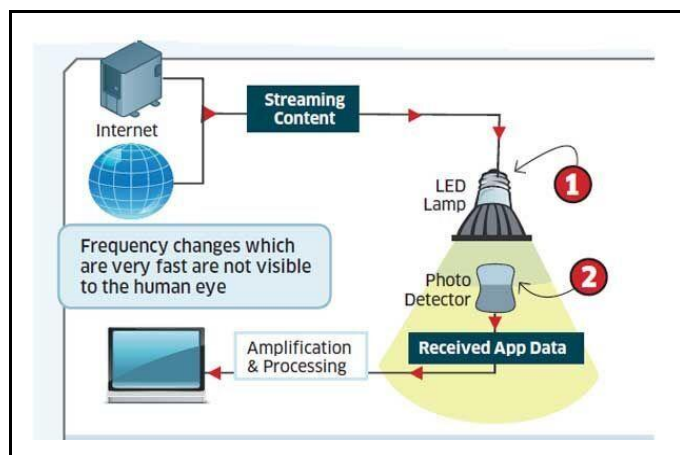 Internet
Streaming
Content
LED
Lamp
1
Frequency changes which
are very fast are not visible
to the human eye
Photo
Detector
2
Received App Data
Amplification
& Processing